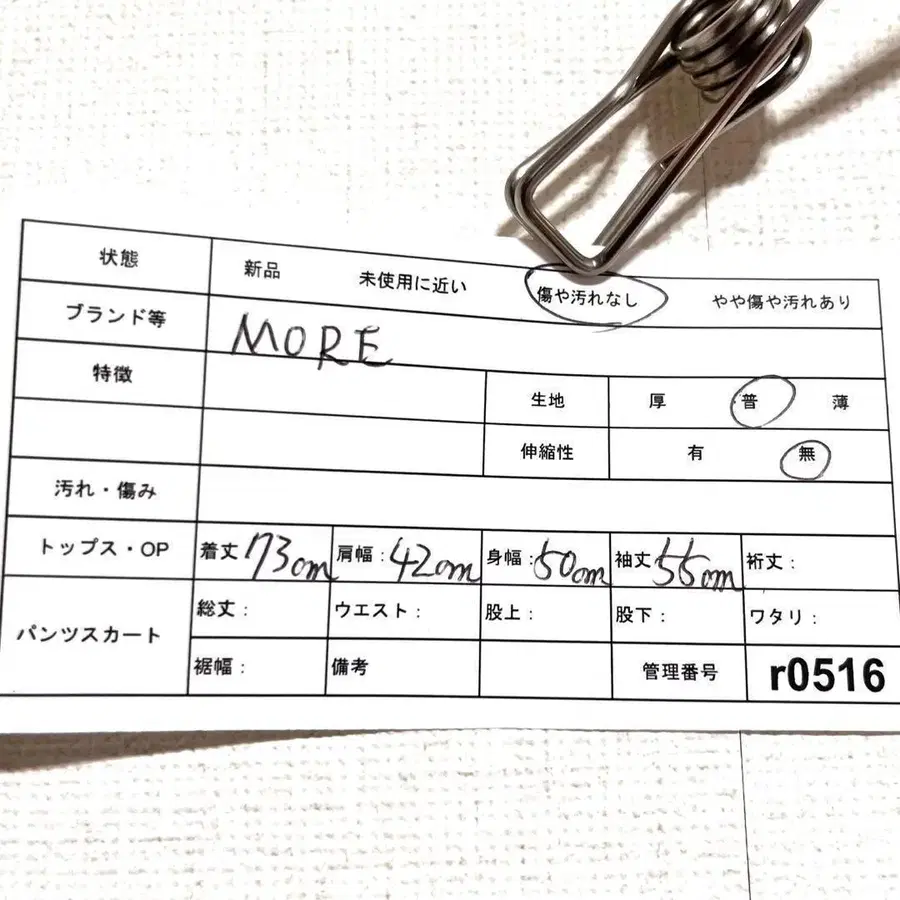 状態 新品 未使用に近い 傷や汚れなし やや傷や汚れあり
ブランド等 MORE
特徴 生地 厚 普 薄
伸縮性 有 無
汚れ・傷み
トップス・OP 着丈 73cm 肩幅：42cm 身幅：50cm 袖丈 55cm 裄丈：
パンツスカート 総丈： ウエスト： 股上： 股下： ワタリ：
裾幅： 備考 管理番号 r0516